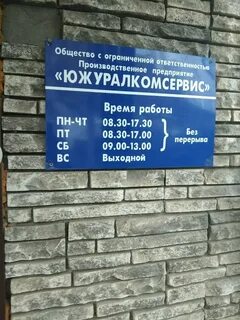 Общество с ограниченной ответственностью
Производственное предприятие
«ЮЖУРАЛКОМСЕРВИС»
Время работы
ПН-ЧТ 08.30-17.30
ПТ 08.30-17.00 Без
СБ 09.00-13.00 перерыва
ВС Выходной